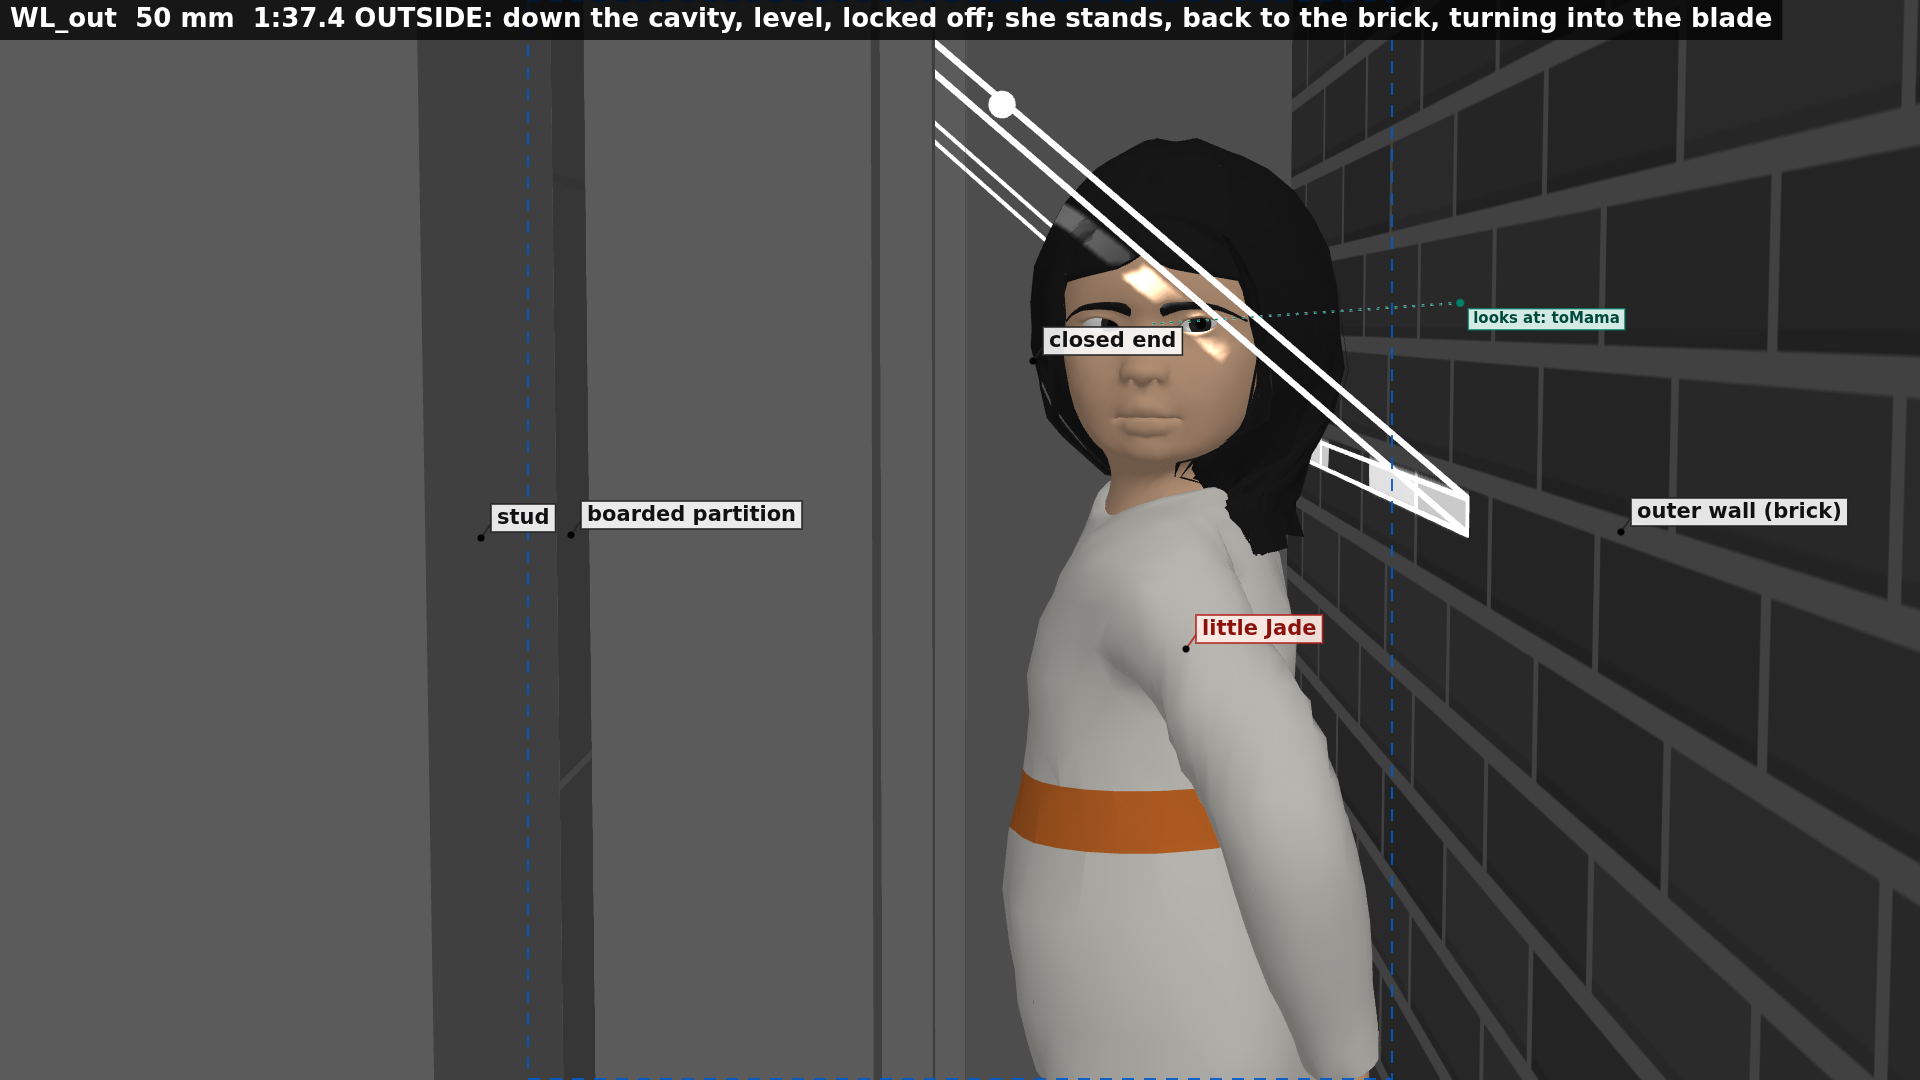 WL_out  50 mm  1:37.4 OUTSIDE: down the cavity, level, locked off; she stands, back to the brick, turning into the blade
looks at: toMama
closed end
stud
boarded partition
outer wall (brick)
little Jade